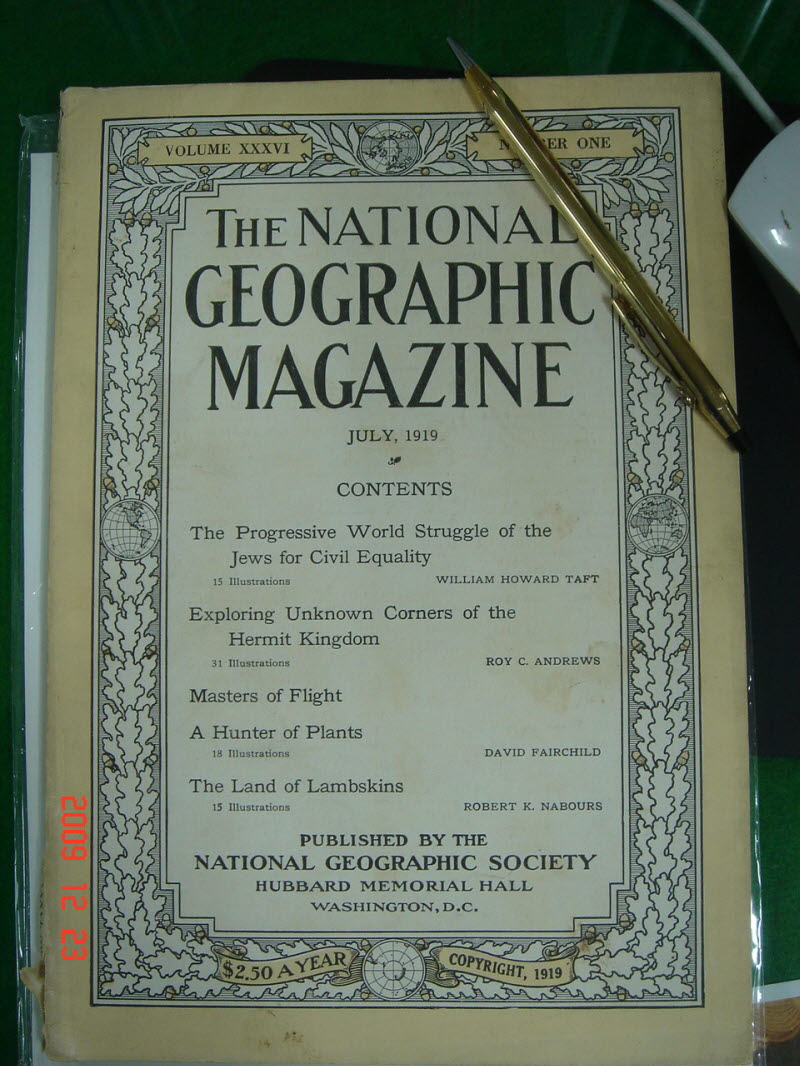 VOLUME XXXVI
NUMBER ONE
THE NATIONAL
GEOGRAPHIC
MAGAZINE
JULY, 1919
CONTENTS
The Progressive World Struggle of the
Jews for Civil Equality
15 Illustrations WILLIAM HOWARD TAFT
Exploring Unknown Corners of the
Hermit Kingdom
31 Illustrations ROY C. ANDREWS
Masters of Flight
A Hunter of Plants
18 Illustrations DAVID FAIRCHILD
The Land of Lambskins
15 Illustrations ROBERT K. NABOURS
PUBLISHED BY THE
NATIONAL GEOGRAPHIC SOCIETY
HUBBARD MEMORIAL HALL
WASHINGTON, D.C.
$2.50 A YEAR
COPYRIGHT, 1919
2009 12 23